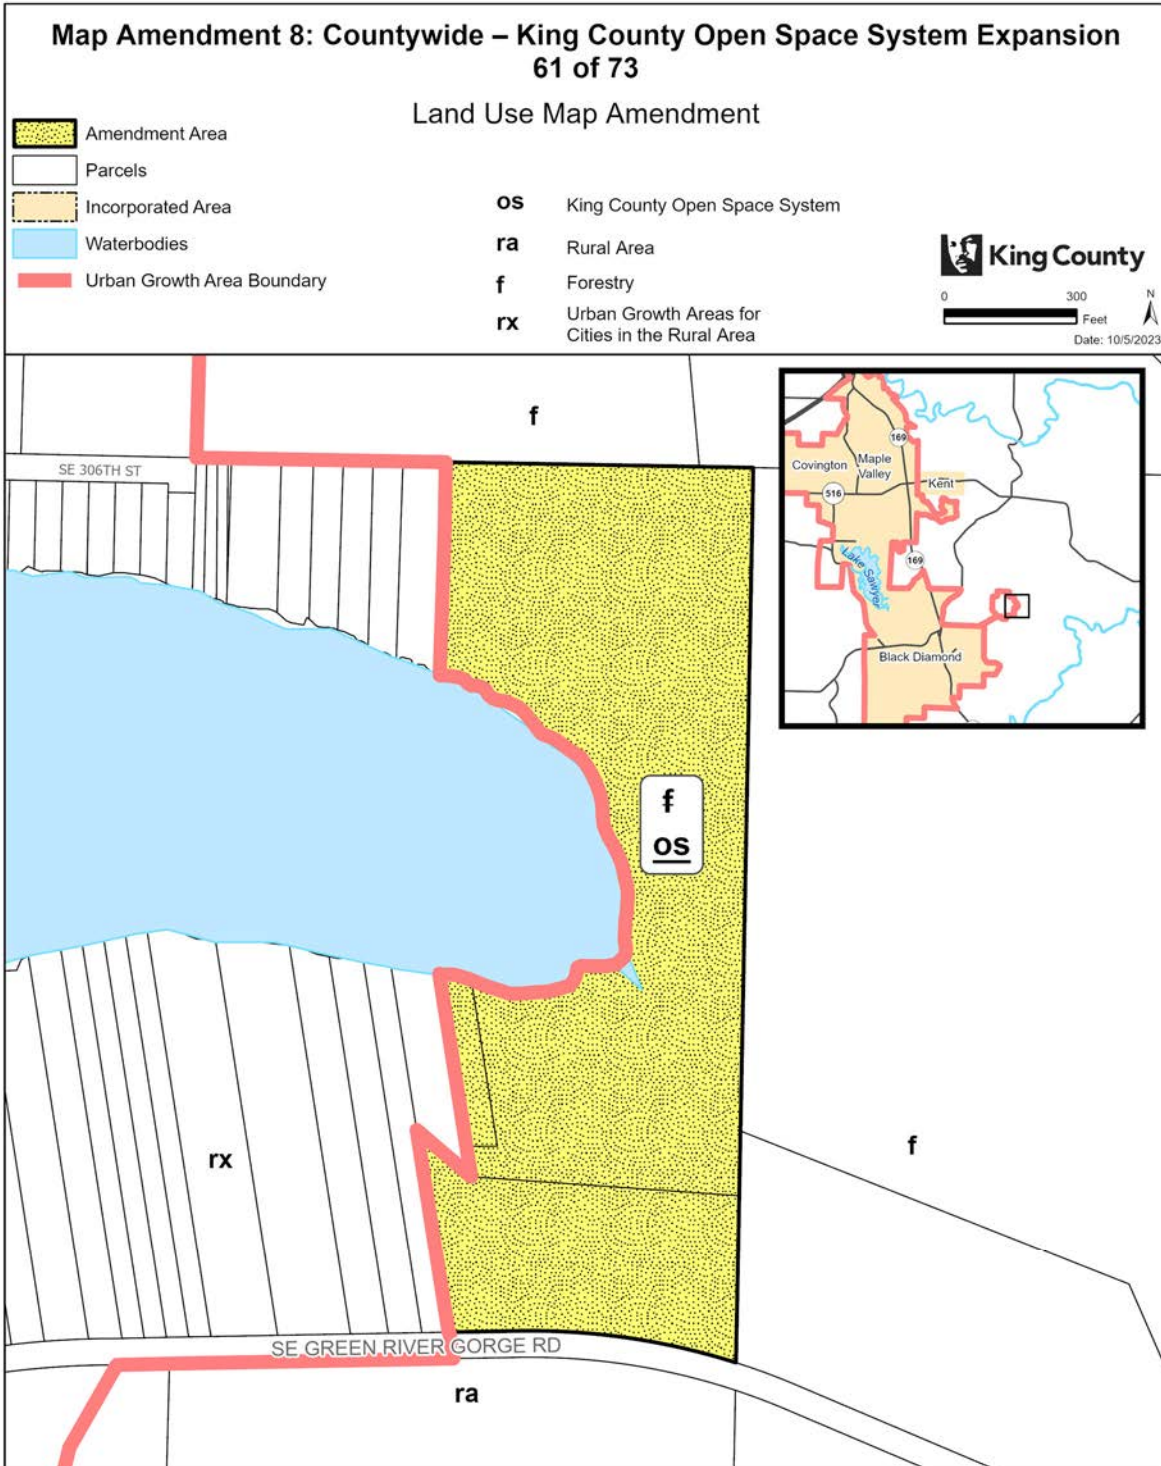 Map Amendment 8: Countywide – King County Open Space System Expansion
61 of 73
Land Use Map Amendment
Amendment Area
Parcels
Incorporated Area
Waterbodies
Urban Growth Area Boundary
os King County Open Space System
ra Rural Area
f Forestry
rx Urban Growth Areas for
Cities in the Rural Area
King County
0 300
Feet
N
Date: 10/5/2023
f
SE 306TH ST
169
Covington
Maple
Valley
Kent
516
169
Lake Sawyer
Black Diamond
f
os
rx
f
SE GREEN RIVER GORGE RD
ra